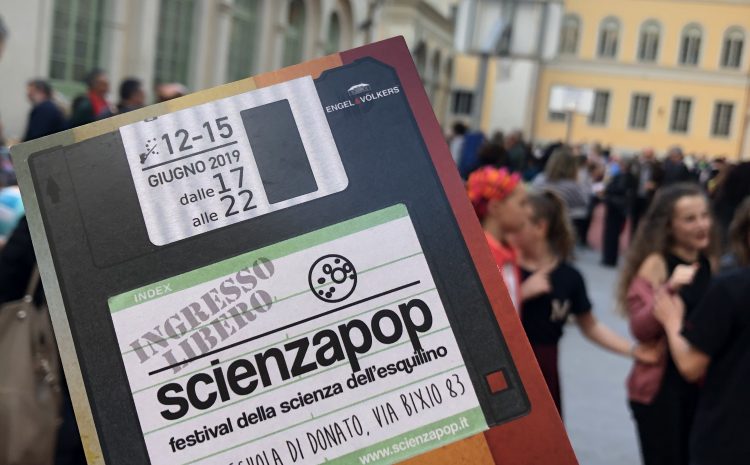 ENGEL & VÖLKERS
12-15
GIUGNO 2019
dalle 17
alle 22
INDEX
INGRESSO
LIBERO
scienzapop
festival della scienza dell'esquilino
DI DONATO, VIA BIXIO 83
www.scienzapop.it